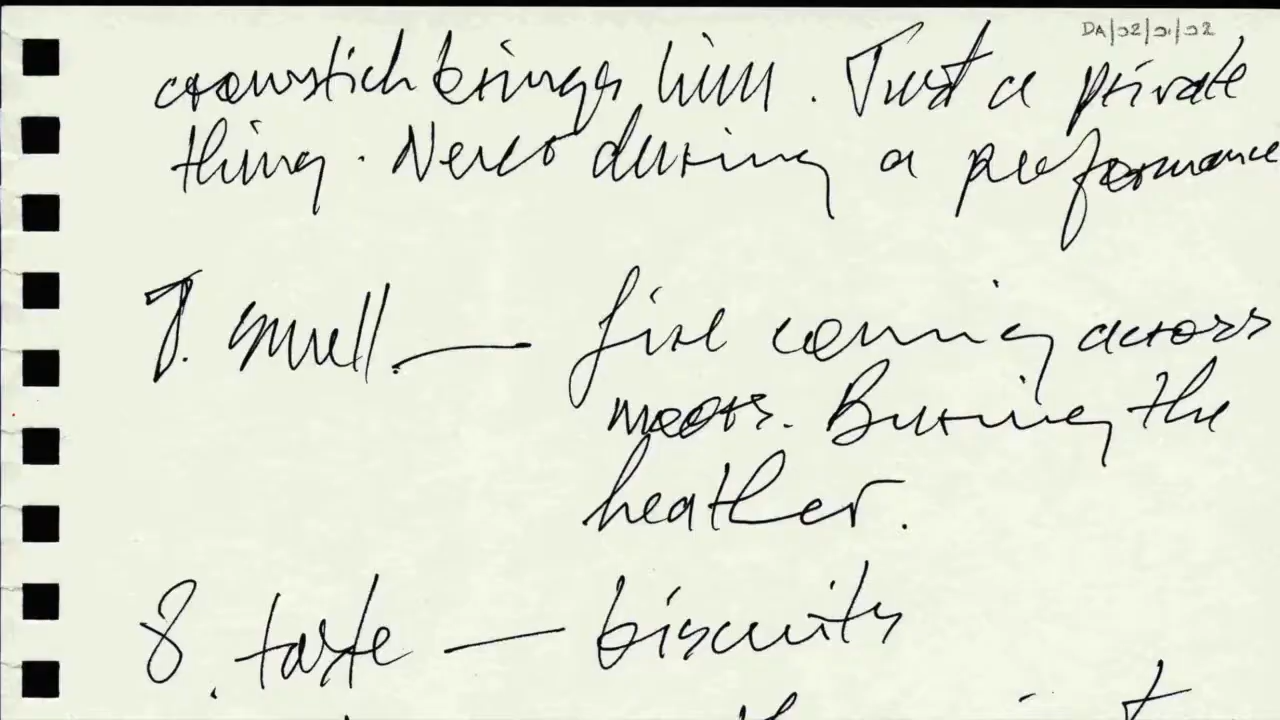 DA/02/01/02
brings him. Just a private
thing. Never during a performance
7. smell. — fire coming across
moors. Burning the
heather.
8. taste — biscuits